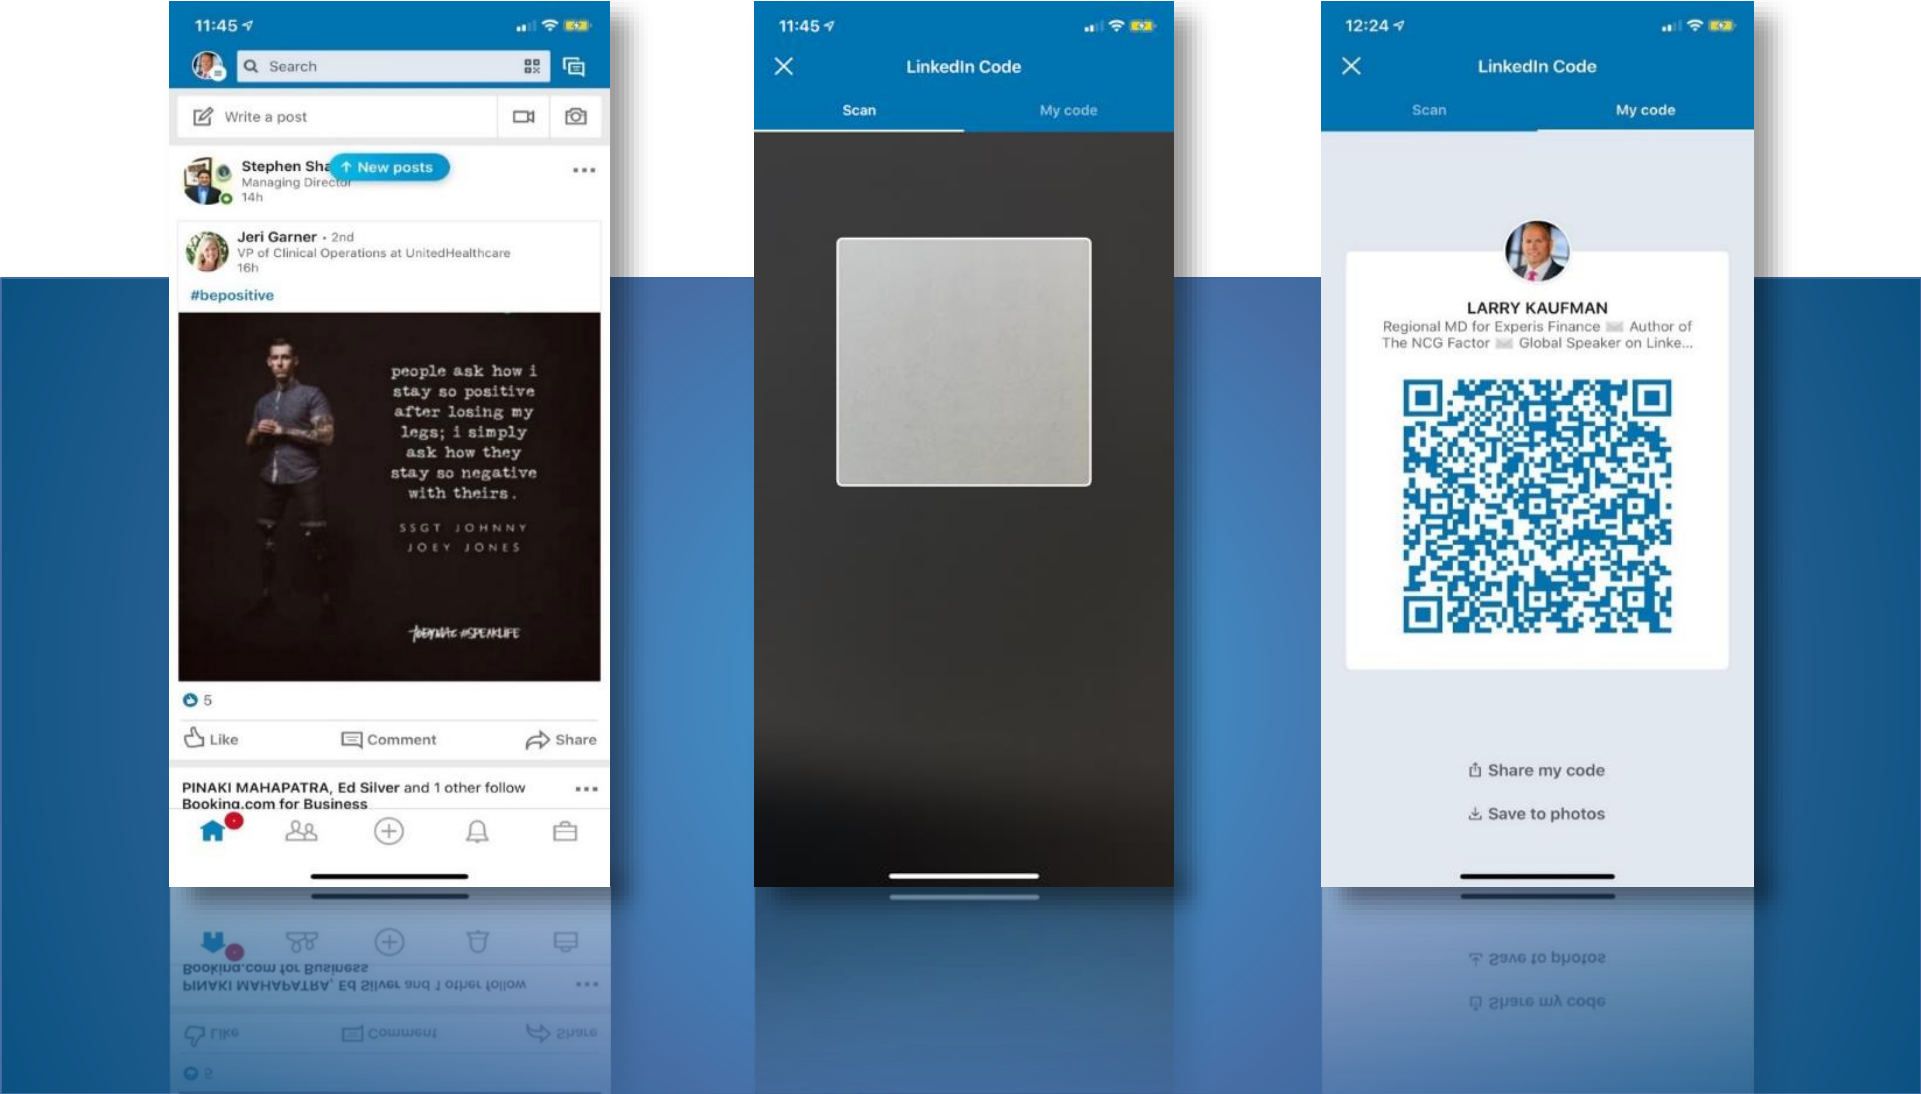 11:45
Search
Write a post
Stephen Sha
↑ New posts
Managing Director
14h
Jeri Garner • 2nd
VP of Clinical Operations at UnitedHealthcare
16h
#bepositive
people ask how i
stay so positive
after losing my
legs; i simply
ask how they
stay so negative
with theirs.
SSGT JOHNNY
JOEY JONES
#SPEAKLIFE
5
Like
Comment
Share
PINAKI MAHAPATRA, Ed Silver and 1 other follow
Booking.com for Business
11:45
LinkedIn Code
Scan
My code
12:24
LinkedIn Code
Scan
My code
LARRY KAUFMAN
Regional MD for Experis Finance Author of
The NCG Factor Global Speaker on Linke...
Share my code
Save to photos